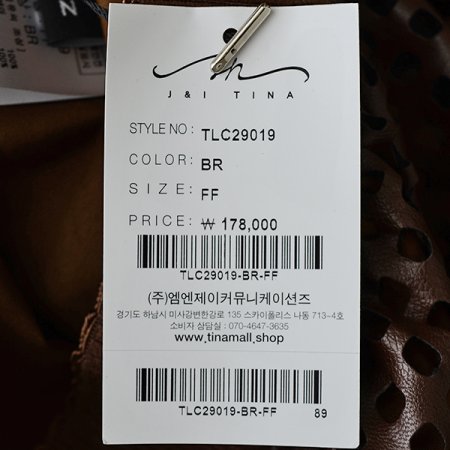 J & I TINA
STYLE NO : TLC29019
COLOR: BR
SIZE: FF
PRICE: ₩ 178,000
TLC29019-BR-FF
(주)엠엔제이커뮤니케이션즈
경기도 하남시 미사강변한강로 135 스카이폴리스 나동 713-4호
소비자 상담실 : 070-4647-3635
www.tinamall.shop
TLC29019-BR-FF 89